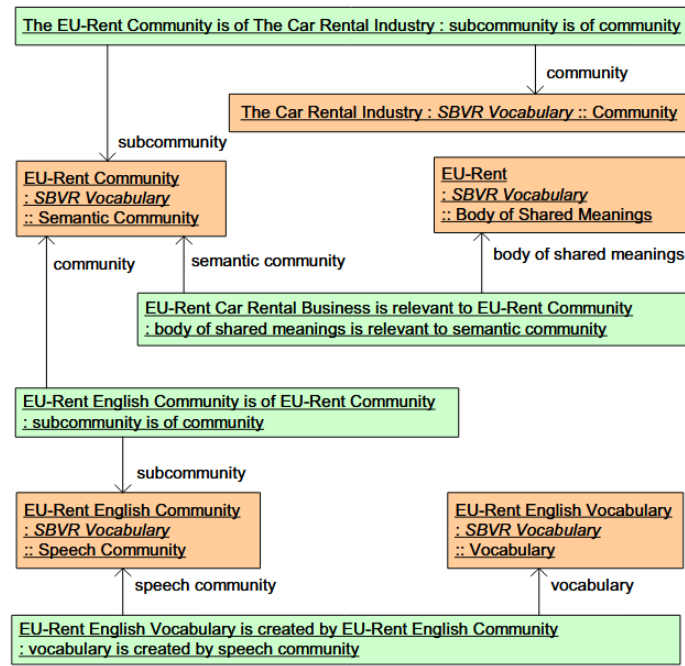 The EU-Rent Community is of The Car Rental Industry : subcommunity is of community
community
The Car Rental Industry : SBVR Vocabulary :: Community
subcommunity
EU-Rent Community
: SBVR Vocabulary
:: Semantic Community
EU-Rent
: SBVR Vocabulary
:: Body of Shared Meanings
community
semantic community
body of shared meanings
EU-Rent Car Rental Business is relevant to EU-Rent Community
: body of shared meanings is relevant to semantic community
EU-Rent English Community is of EU-Rent Community
: subcommunity is of community
subcommunity
EU-Rent English Community
: SBVR Vocabulary
:: Speech Community
EU-Rent English Vocabulary
: SBVR Vocabulary
:: Vocabulary
speech community
vocabulary
EU-Rent English Vocabulary is created by EU-Rent English Community
: vocabulary is created by speech community